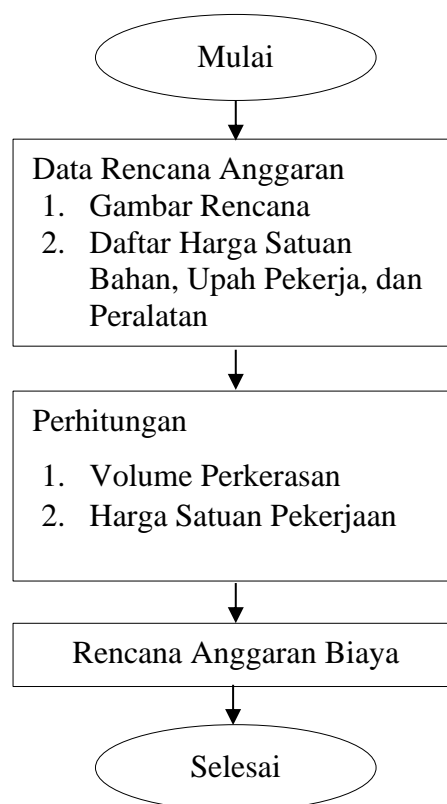 Mulai
Data Rencana Anggaran
1. Gambar Rencana
2. Daftar Harga Satuan
Bahan, Upah Pekerja, dan
Peralatan
Perhitungan
1. Volume Perkerasan
2. Harga Satuan Pekerjaan
Rencana Anggaran Biaya
Selesai